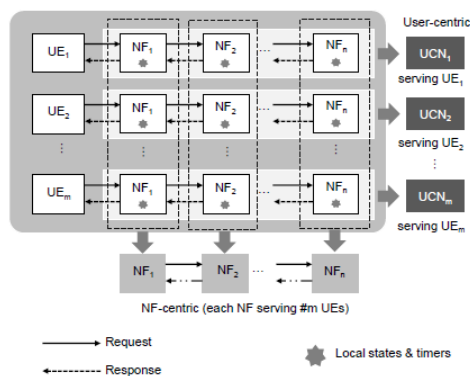 User-centric
UE1 NF1 NF2 ... NFn UCN1
serving UE1
UE2 NF1 NF2 ... NFn UCN2
serving UE2
UEm NF1 NF2 ... NFn UCNm
serving UEm
NF1 NF2 ... NFn
NF-centric (each NF serving #m UEs)
Request
Local states & timers
Response